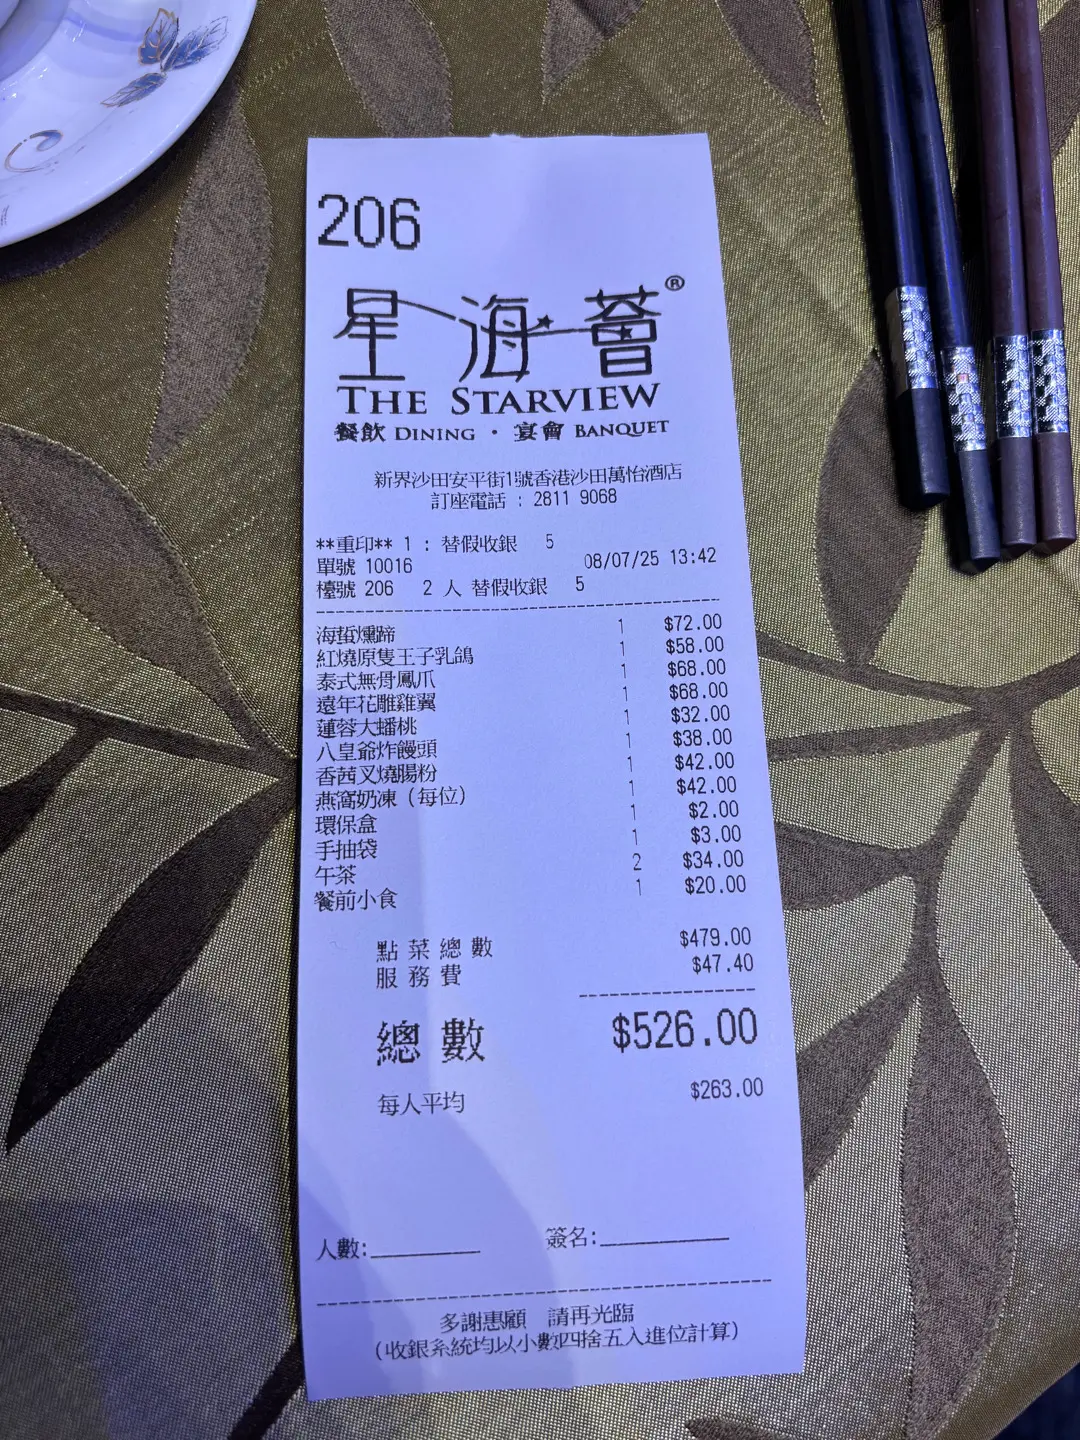 206
星海薈®
THE STARVIEW
餐飲 DINING · 宴會 BANQUET
新界沙田安平街1號香港沙田萬怡酒店
訂座電話 : 2811 9068
**重印** 1 : 替假收銀 5
單號 10016 08/07/25 13:42
檯號 206 2 人 替假收銀 5
海蜇燻蹄 1 $72.00
紅燒原隻王子乳鴿 1 $58.00
泰式無骨鳳爪 1 $68.00
遠年花雕雞翼 1 $68.00
蓮蓉大蟠桃 1 $32.00
八皇爺炸饅頭 1 $38.00
香茜叉燒腸粉 1 $42.00
燕窩奶凍（每位） 1 $42.00
環保盒 1 $2.00
手抽袋 1 $3.00
午茶 2 $34.00
餐前小食 1 $20.00
點菜總數 $479.00
服務費 $47.40
總數 $526.00
每人平均 $263.00
人數:________ 簽名:__________
多謝惠顧 請再光臨
(收銀系統均以小數四捨五入進位計算)